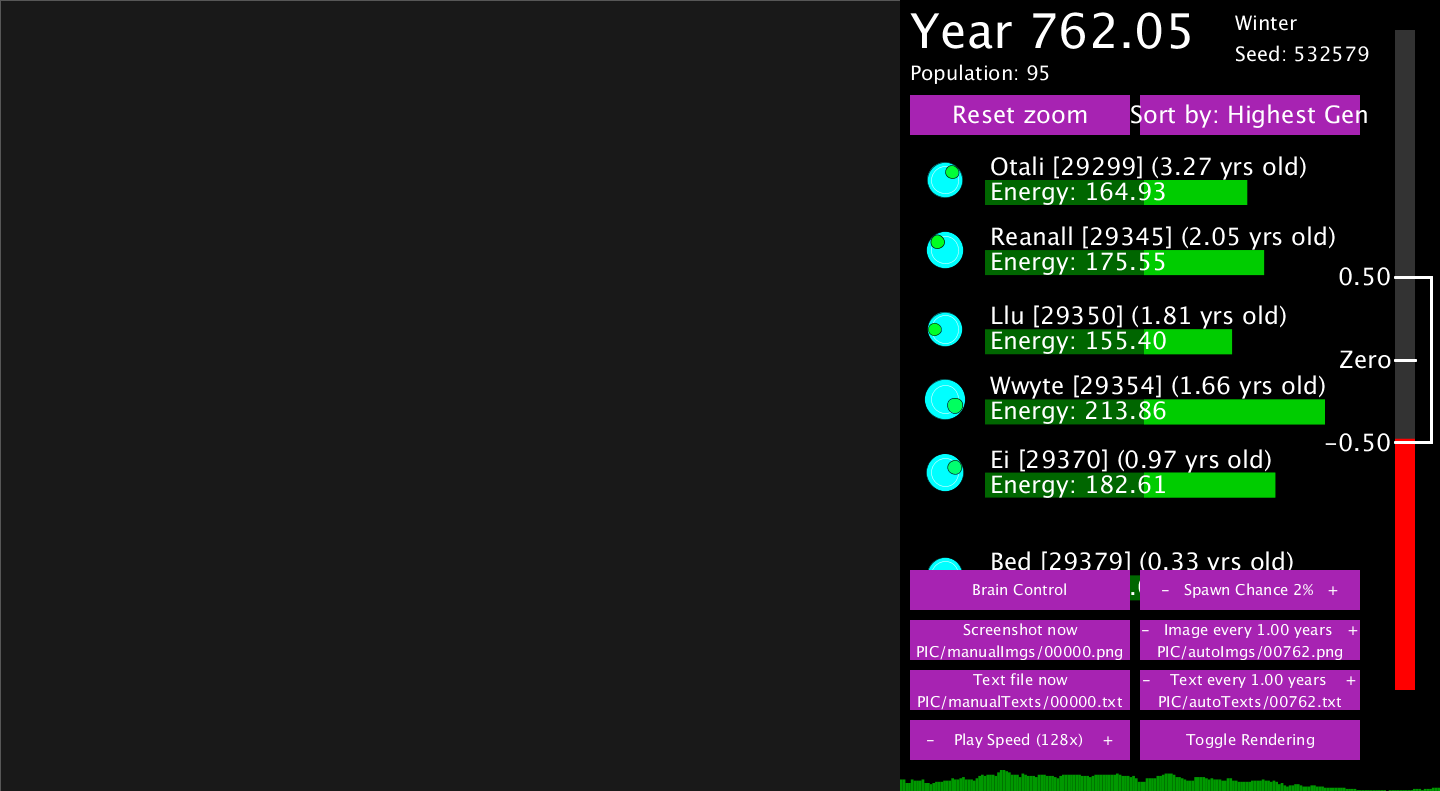 Year 762.05
Winter
Seed: 532579
Population: 95
Reset zoom
Sort by: Highest Gen
Otali [29299] (3.27 yrs old)
Energy: 164.93
Reanall [29345] (2.05 yrs old)
Energy: 175.55
0.50
Llu [29350] (1.81 yrs old)
Energy: 155.40
Zero
Wwyte [29354] (1.66 yrs old)
Energy: 213.86
-0.50
Ei [29370] (0.97 yrs old)
Energy: 182.61
Bed [29379] (0.33 yrs old)
Brain Control
- Spawn Chance 2% +
Screenshot now
PIC/manualImgs/00000.png
- Image every 1.00 years +
PIC/autoImgs/00762.png
Text file now
PIC/manualTexts/00000.txt
- Text every 1.00 years +
PIC/autoTexts/00762.txt
- Play Speed (128x) +
Toggle Rendering